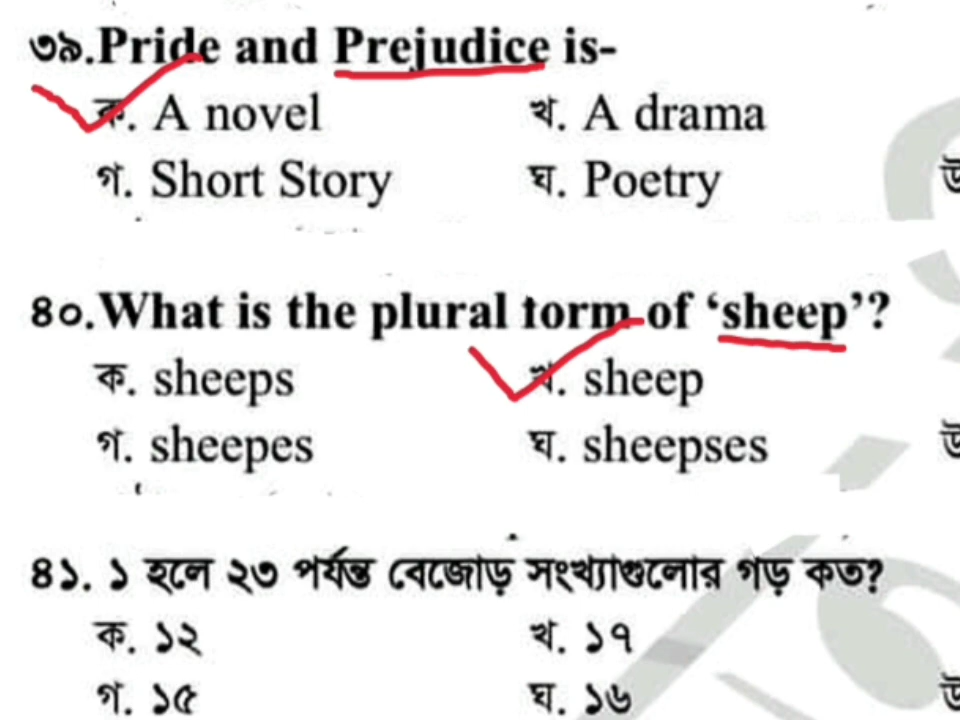 ৩৯.Pride and Prejudice is-
ক. A novel খ. A drama
গ. Short Story ঘ. Poetry
৪০.What is the plural torm of ‘sheep’?
ক. sheeps খ. sheep
গ. sheepes ঘ. sheepses
৪১. ১ হলে ২৩ পর্যন্ত বেজোড় সংখ্যাগুলোর গড় কত?
ক. ১২ খ. ১৭
গ. ১৫ ঘ. ১৬